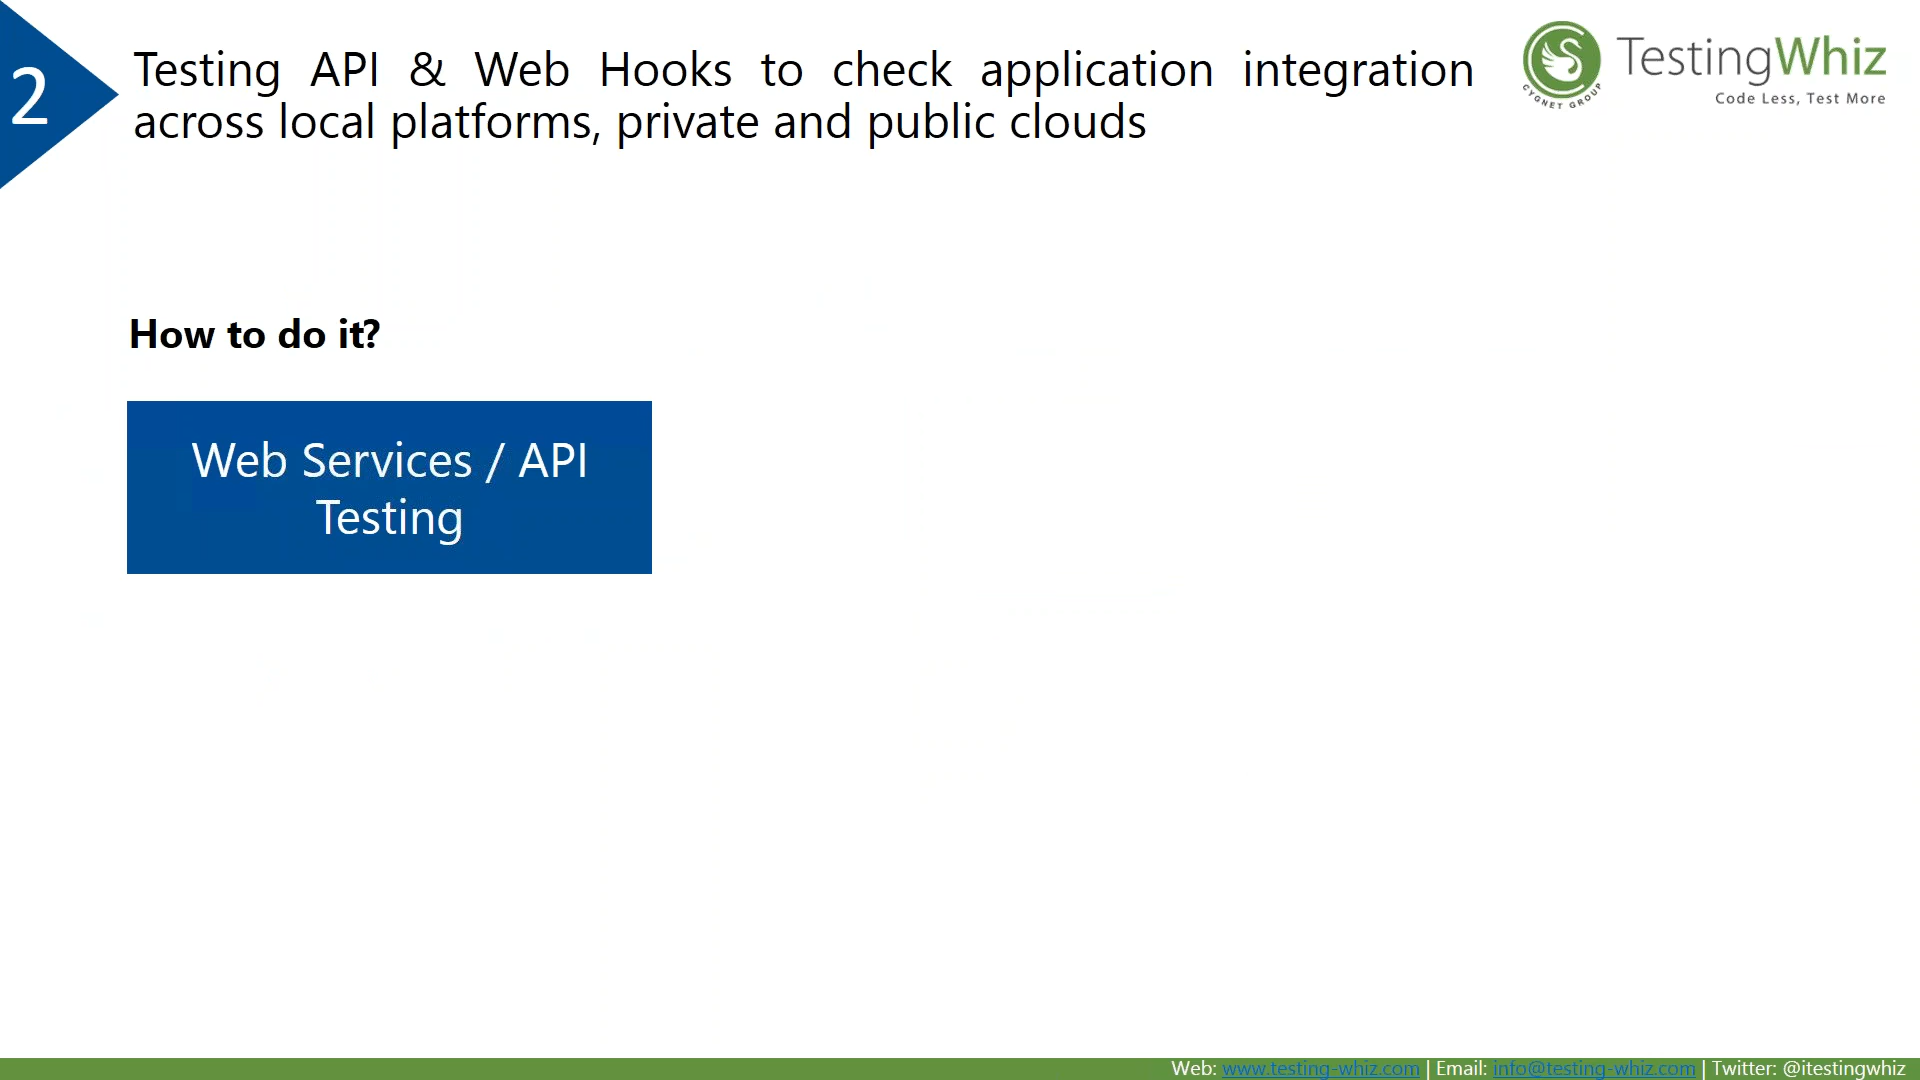 2
Testing API & Web Hooks to check application integration
across local platforms, private and public clouds
CYGNET GROUP
TestingWhiz
Code Less, Test More
How to do it?
Web Services / API
Testing
Web: www.testing-whiz.com | Email: info@testing-whiz.com | Twitter: @itestingwhiz